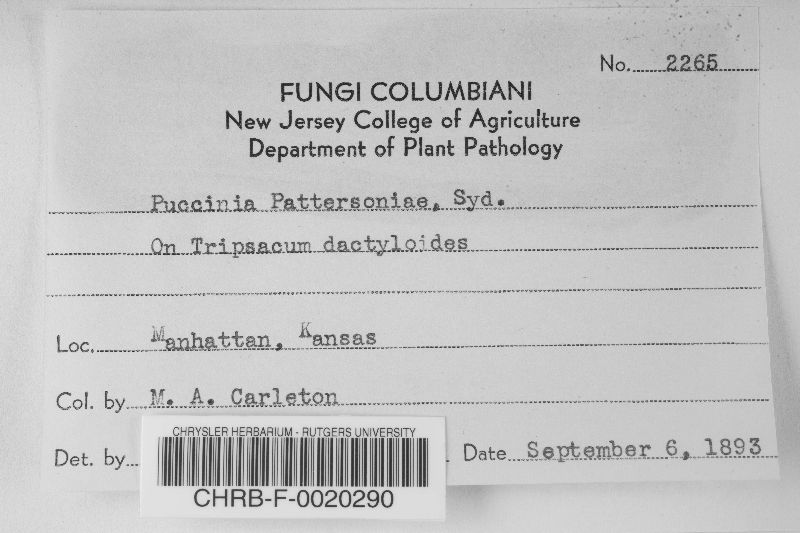 No. 2265
FUNGI COLUMBIANI
New Jersey College of Agriculture
Department of Plant Pathology
Puccinia Pattersoniae, Syd.
On Tripsacum dactyloides
Loc. Manhattan, Kansas
Col. by M. A. Carleton
Det. by
Date September 6, 1893
CHRYSLER HERBARIUM - RUTGERS UNIVERSITY
CHRB-F-0020290